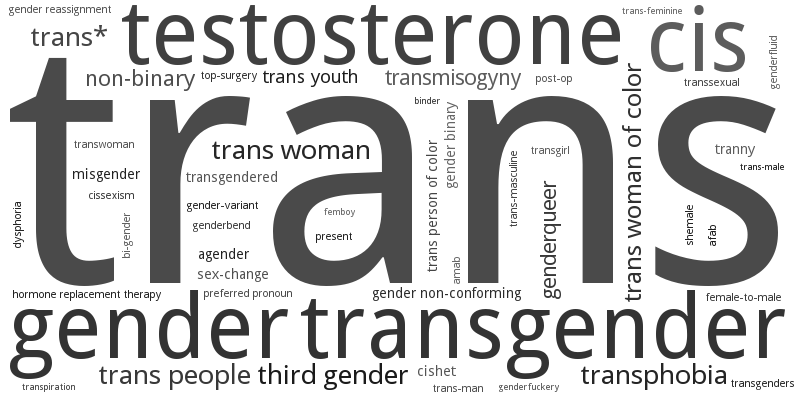 gender reassignment
trans*
testosterone
trans-feminine
cis
genderfluid
non-binary
top-surgery
trans youth
transmisogyny
post-op
transsexual
trans
binder
transwoman
trans woman
gender binary
trans person of color
trans-masculine
transgirl
trans woman of color
tranny
trans-male
misgender
transgendered
cissexism
gender-variant
femboy
genderqueer
dysphoria
bi-gender
genderbend
present
shemale
afab
agender
sex-change
amab
hormone replacement therapy
preferred pronoun
gender non-conforming
female-to-male
gender
transgender
trans people
third gender
cishet
transphobia
transpiration
trans-man
genderfuckery
transgenders